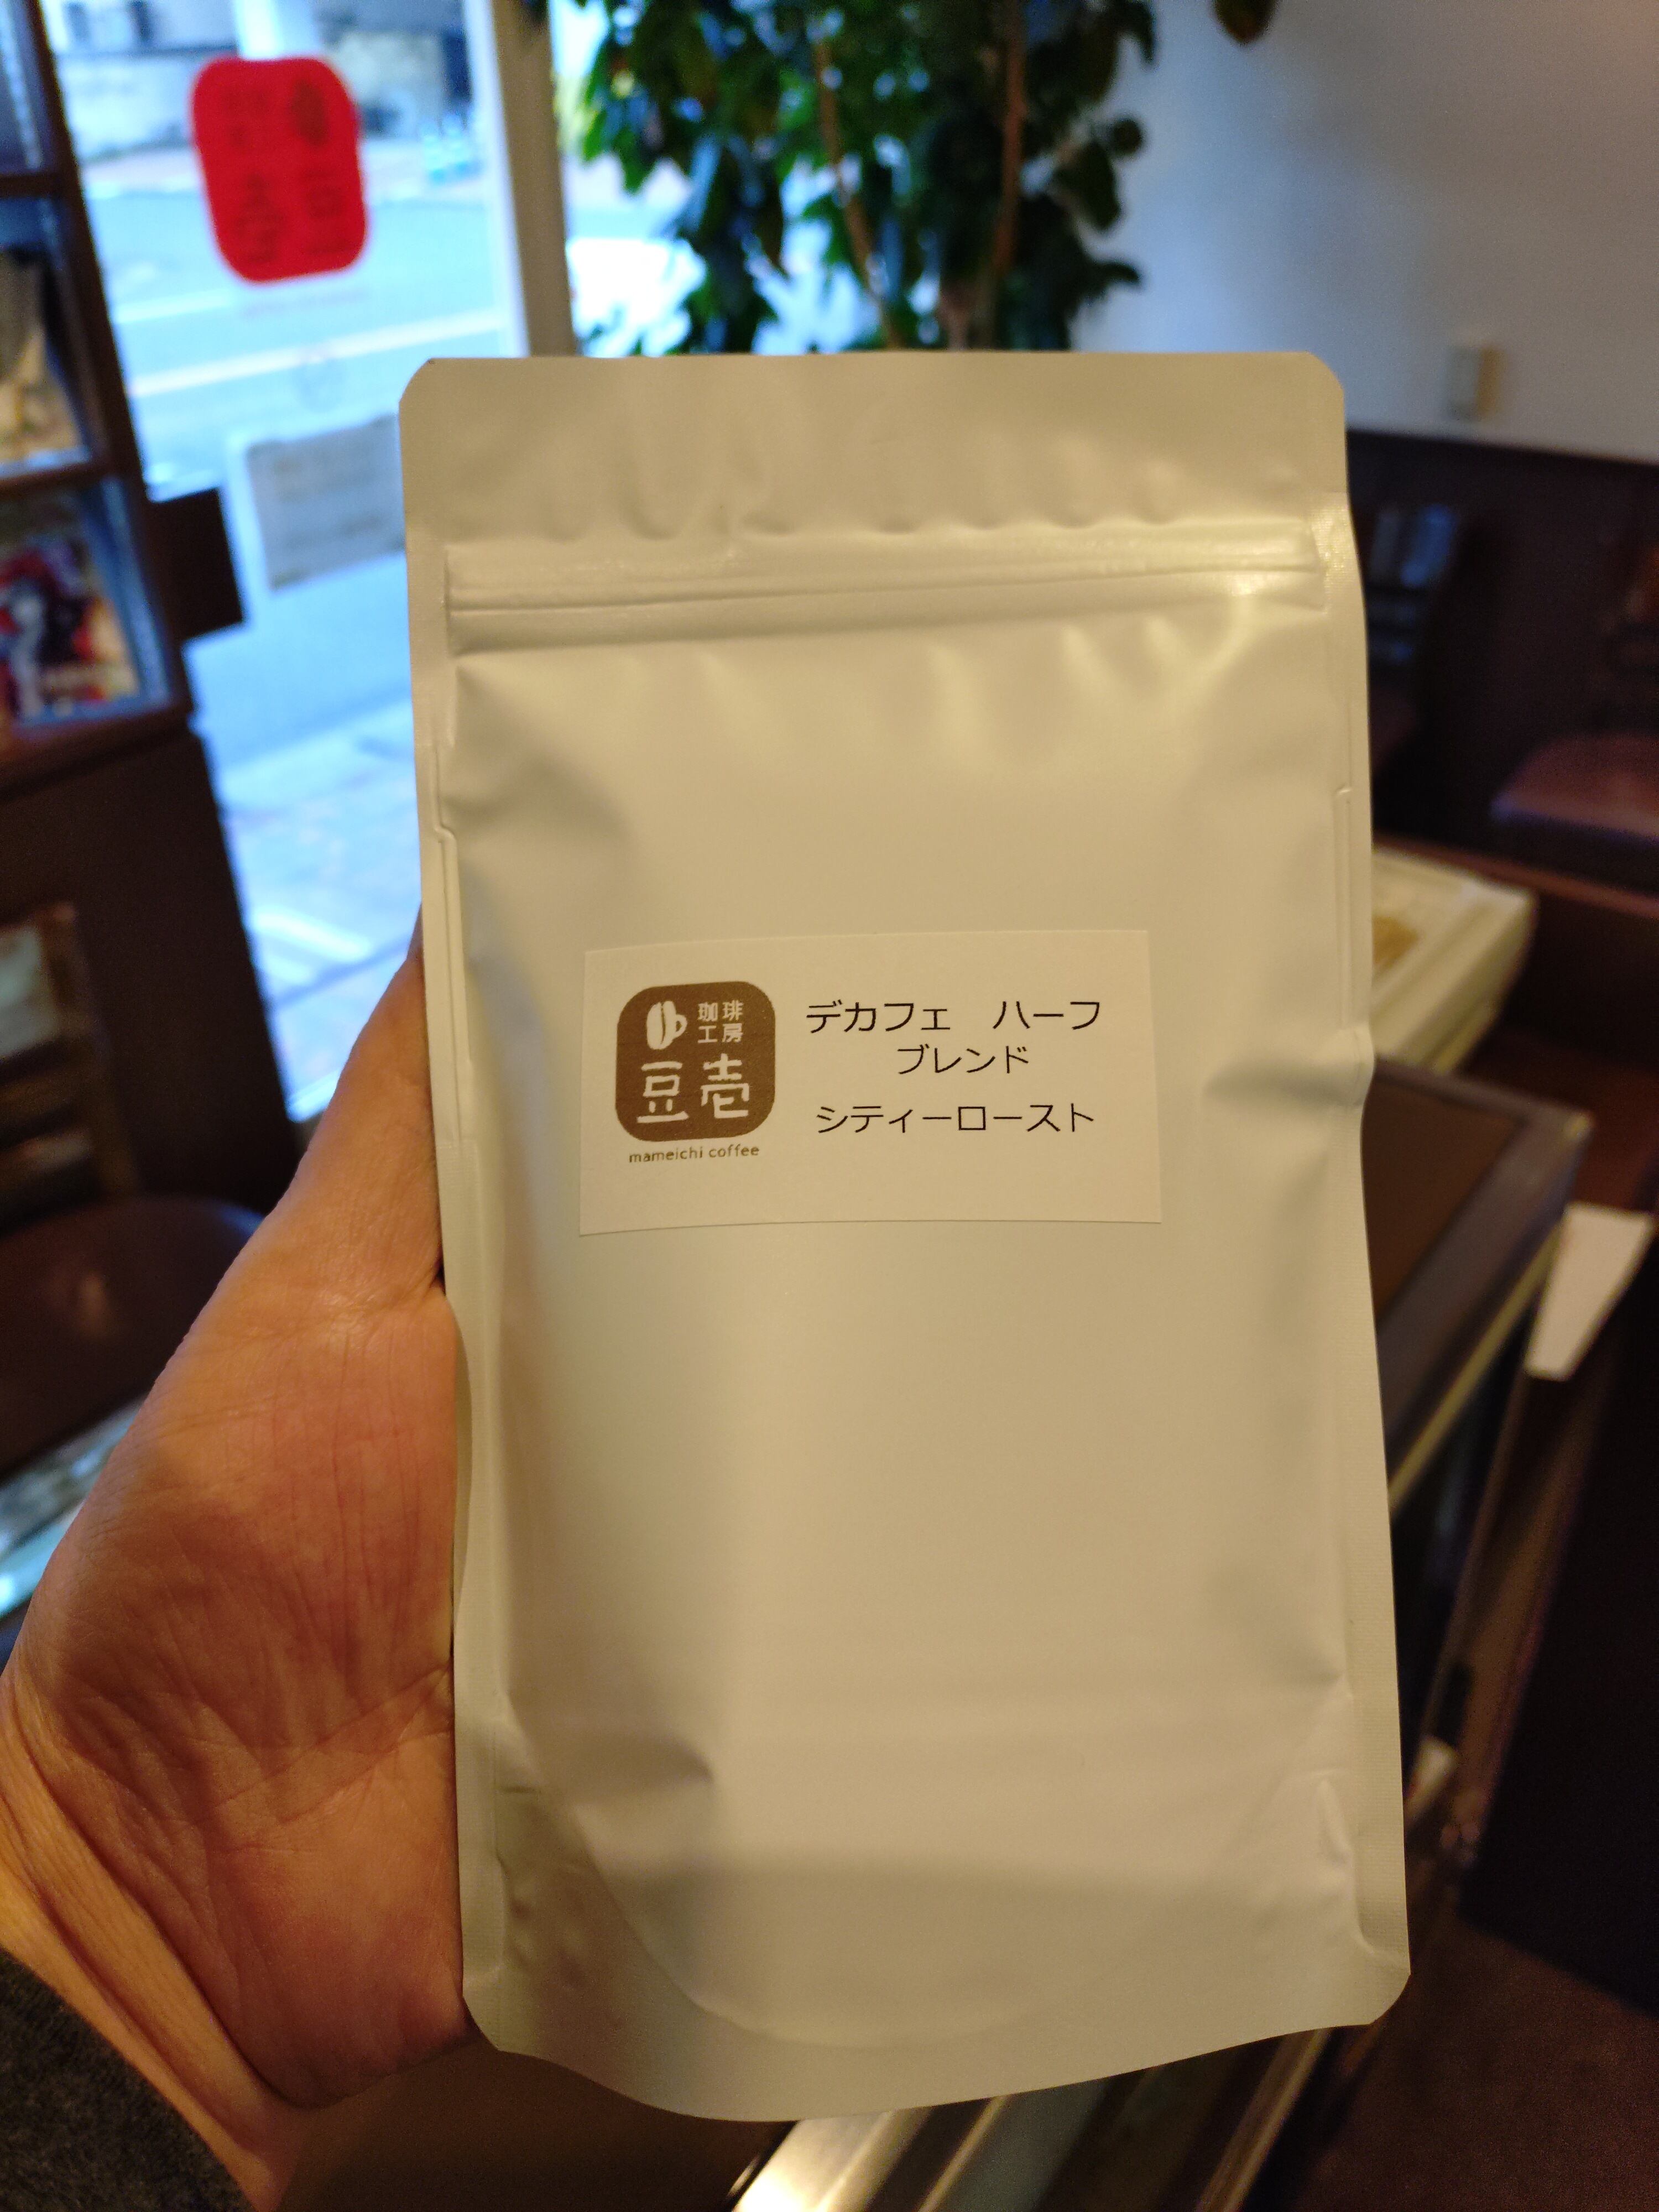 珈琲
工房
豆壱
mameichi coffee
デカフェ ハーフ
ブレンド
シティーロースト